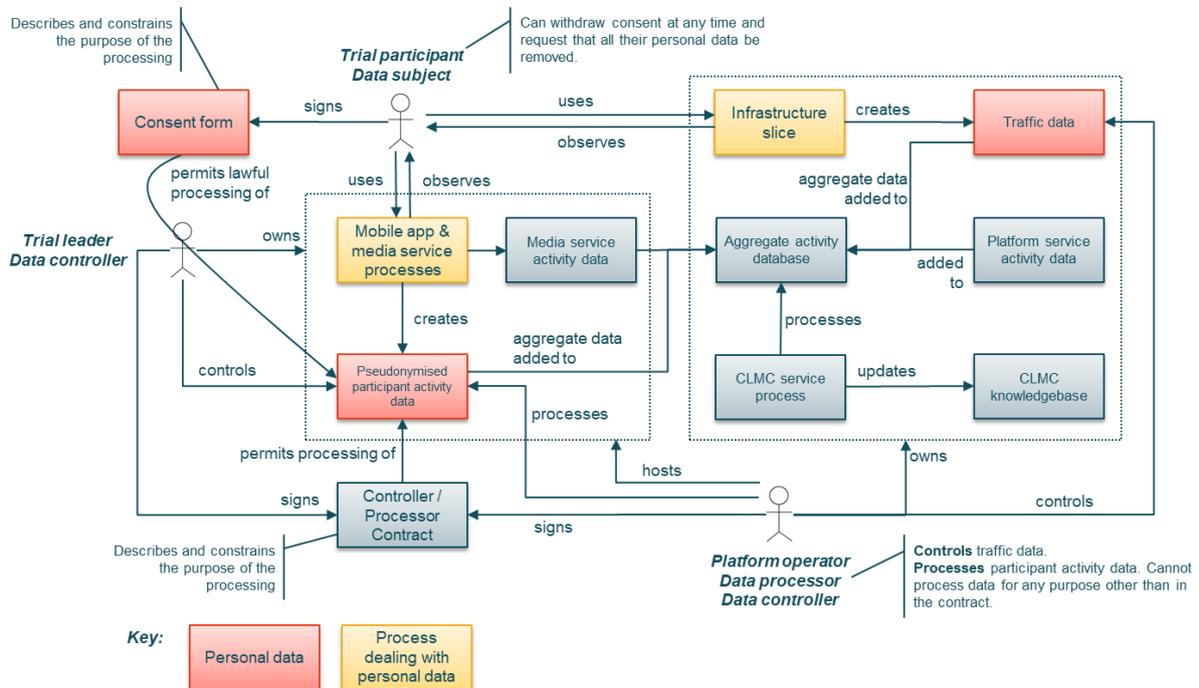 Describes and constrains
the purpose of the
processing
Trial participant
Data subject
Can withdraw consent at any time and
request that all their personal data be
removed.
Consent form
signs
uses
observes
Infrastructure
slice
creates
Traffic data
permits lawful
processing of
uses
observes
aggregate data
added to
Trial leader
Data controller
owns
Mobile app &
media service
processes
Media service
activity data
Aggregate activity
database
Platform service
activity data
added
to
creates
processes
aggregate data
added to
controls
Pseudonymised
participant activity
data
CLMC service
process
updates
CLMC
knowledgebase
processes
permits processing of
hosts
owns
signs
Controller /
Processor
Contract
signs
controls
Describes and constrains
the purpose of the
processing
Platform operator
Data processor
Data controller
Controls traffic data.
Processes participant activity data. Cannot
process data for any purpose other than in
the contract.
Key:
Personal data
Process
dealing with
personal data